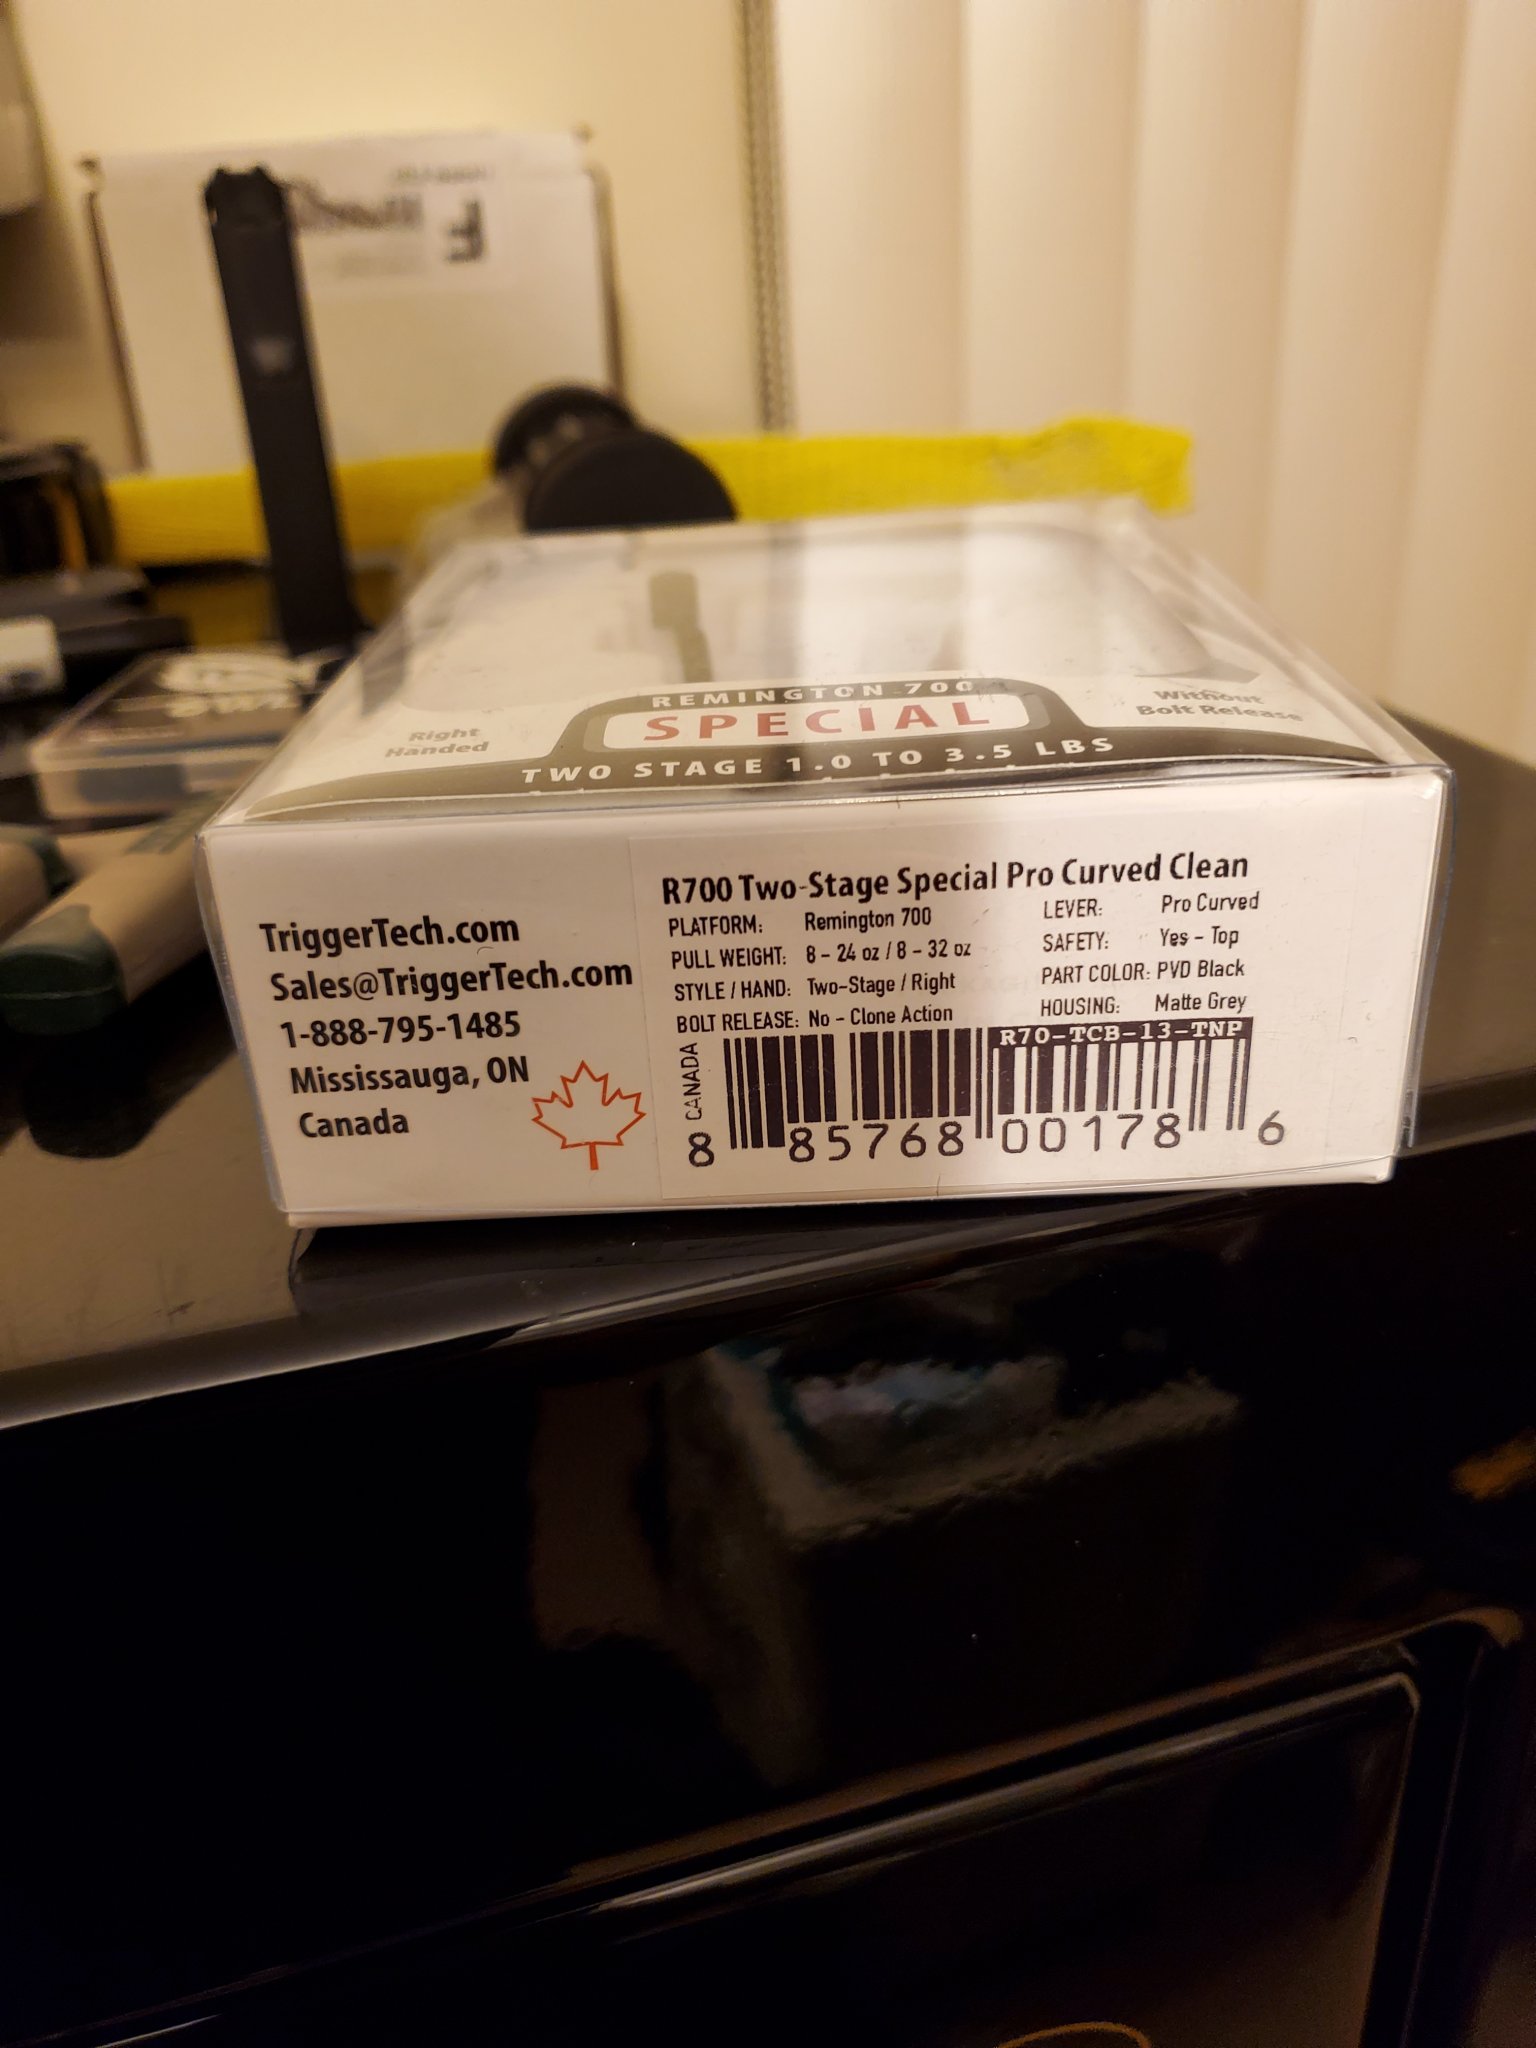 Right
Handed
REMINGTON 700
SPECIAL
TWO STAGE 1.0 TO 3.5 LBS
Without
Bolt Release
TriggerTech.com
Sales@TriggerTech.com
1-888-795-1485
Mississauga, ON
Canada
R700 Two-Stage Special Pro Curved Clean
PLATFORM: Remington 700
PULL WEIGHT: 8 - 24 oz / 8 - 32 oz
STYLE / HAND: Two-Stage / Right
BOLT RELEASE: No - Clone Action
LEVER: Pro Curved
SAFETY: Yes - Top
PART COLOR: PVD Black
HOUSING: Matte Grey
R70-TCB-13-TNP
CANADA
8 85768 00178 6
F